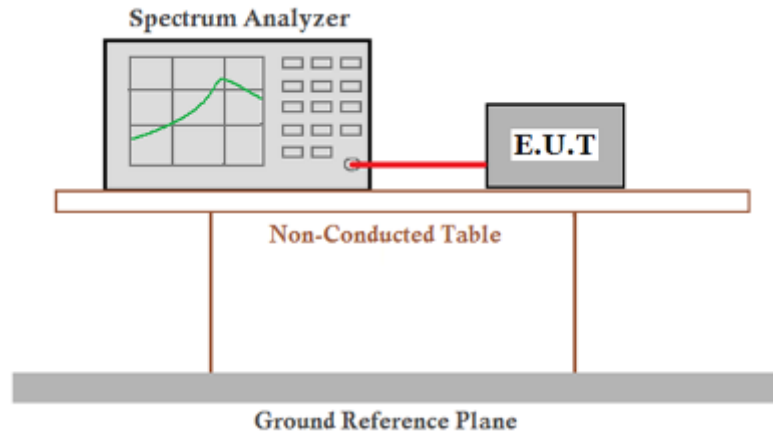 Spectrum Analyzer
E.U.T
Non-Conducted Table
Ground Reference Plane